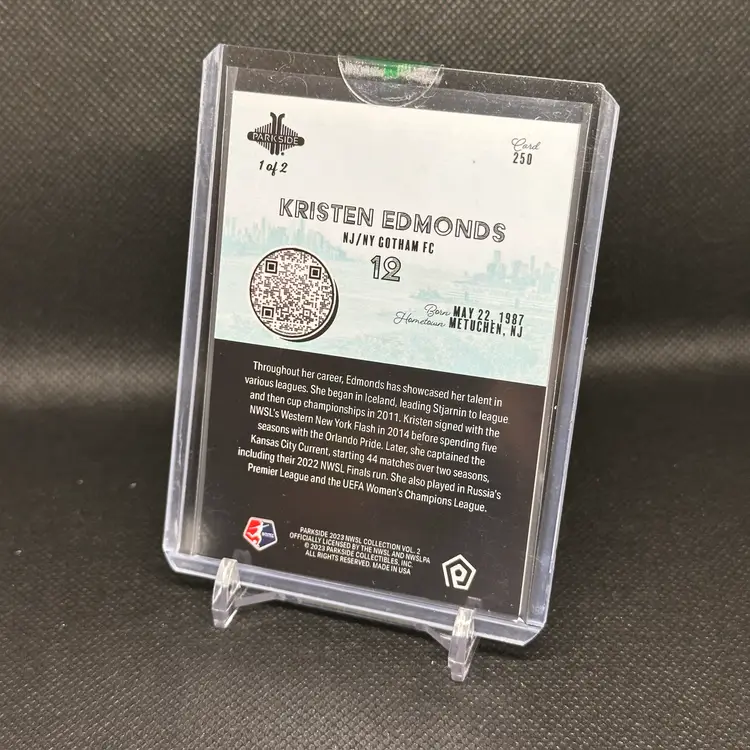 PARKSIDE
1 of 2
Card
250
KRISTEN EDMONDS
NJ/NY GOTHAM FC
12
Born MAY 22, 1987
Hometown METUCHEN, NJ
Throughout her career, Edmonds has showcased her talent in
various leagues. She began in Iceland, leading Stjarnin to league
and then cup championships in 2011. Kristen signed with the
NWSL's Western New York Flash in 2014 before spending five
seasons with the Orlando Pride. Later, she captained the
Kansas City Current, starting 44 matches over two seasons,
including their 2022 NWSL Finals run. She also played in Russia's
Premier League and the UEFA Women's Champions League.
PARKSIDE 2023 NWSL COLLECTION VOL. 2
OFFICIALLY LICENSED BY THE NWSL AND NWSLPA
© 2023 PARKSIDE COLLECTIBLES, INC.
ALL RIGHTS RESERVED. MADE IN USA